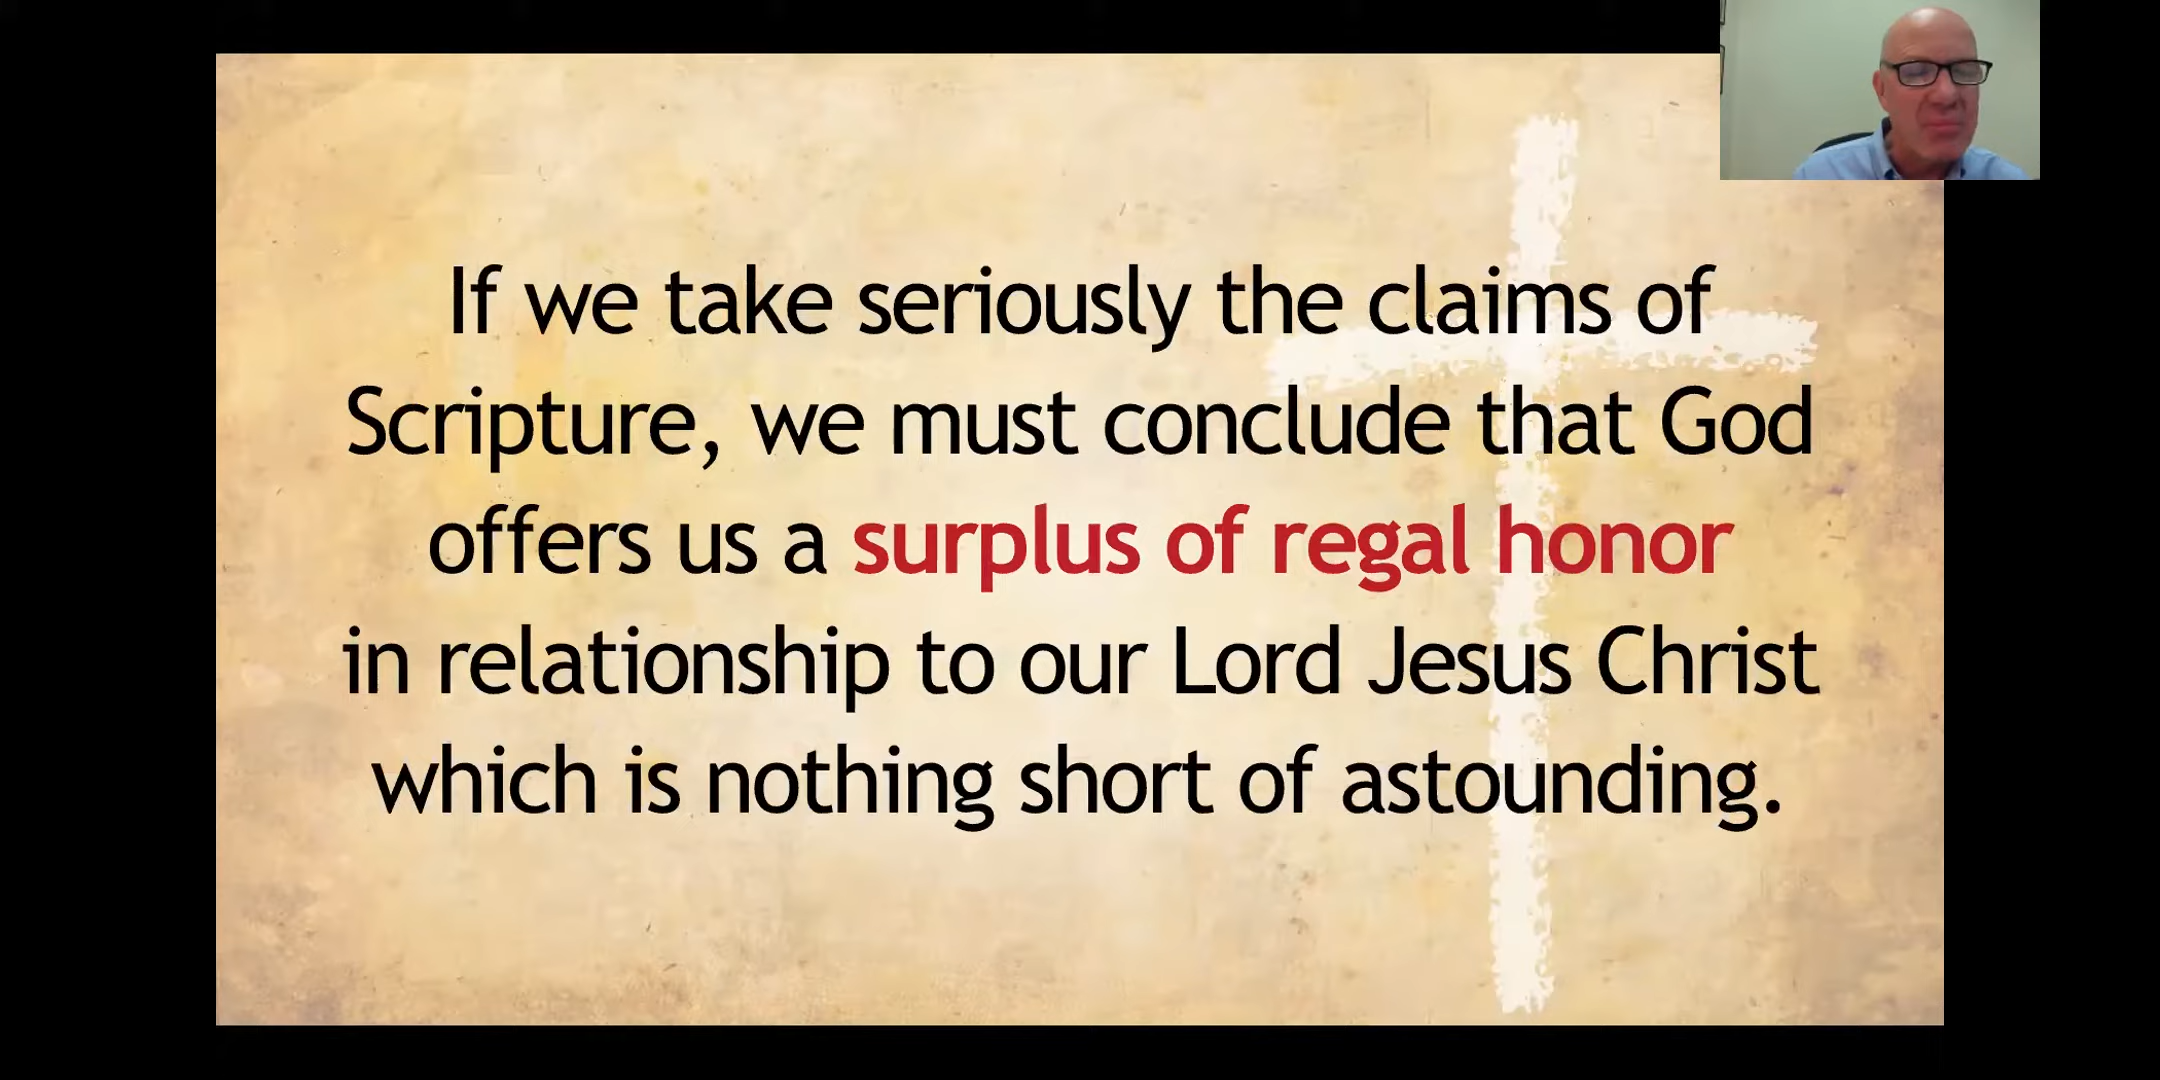 If we take seriously the claims of
Scripture, we must conclude that God
offers us a surplus of regal honor
in relationship to our Lord Jesus Christ
which is nothing short of astounding.